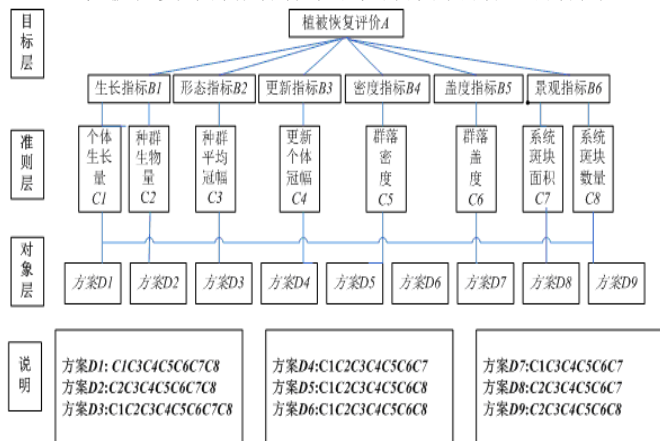 目标层
植被恢复评价A
生长指标B1 形态指标B2 更新指标B3 密度指标B4 盖度指标B5 景观指标B6
准则层
个体生长量C1
种群生物量C2
种群平均冠幅C3
更新个体冠幅C4
群落密度C5
群落盖度C6
系统斑块面积C7
系统斑块数量C8
对象层
方案D1 方案D2 方案D3 方案D4 方案D5 方案D6 方案D7 方案D8 方案D9
说明
方案D1: C1C3C4C5C6C7C8
方案D2: C2C3C4C5C6C7C8
方案D3: C1C2C3C4C5C6C7C8
方案D4:C1C2C3C4C5C6C7
方案D5:C1C2C3C4C5C6C8
方案D6:C1C2C3C4C5C6C8
方案D7:C1C3C4C5C6C7
方案D8:C2C3C4C5C6C7
方案D9:C2C3C4C5C6C8